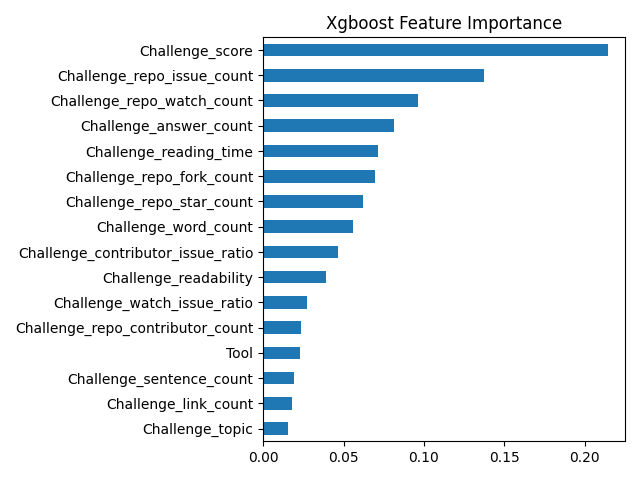 Xgboost Feature Importance
Challenge_score
Challenge_repo_issue_count
Challenge_repo_watch_count
Challenge_answer_count
Challenge_reading_time
Challenge_repo_fork_count
Challenge_repo_star_count
Challenge_word_count
Challenge_contributor_issue_ratio
Challenge_readability
Challenge_watch_issue_ratio
Challenge_repo_contributor_count
Tool
Challenge_sentence_count
Challenge_link_count
Challenge_topic
0.00 0.05 0.10 0.15 0.20